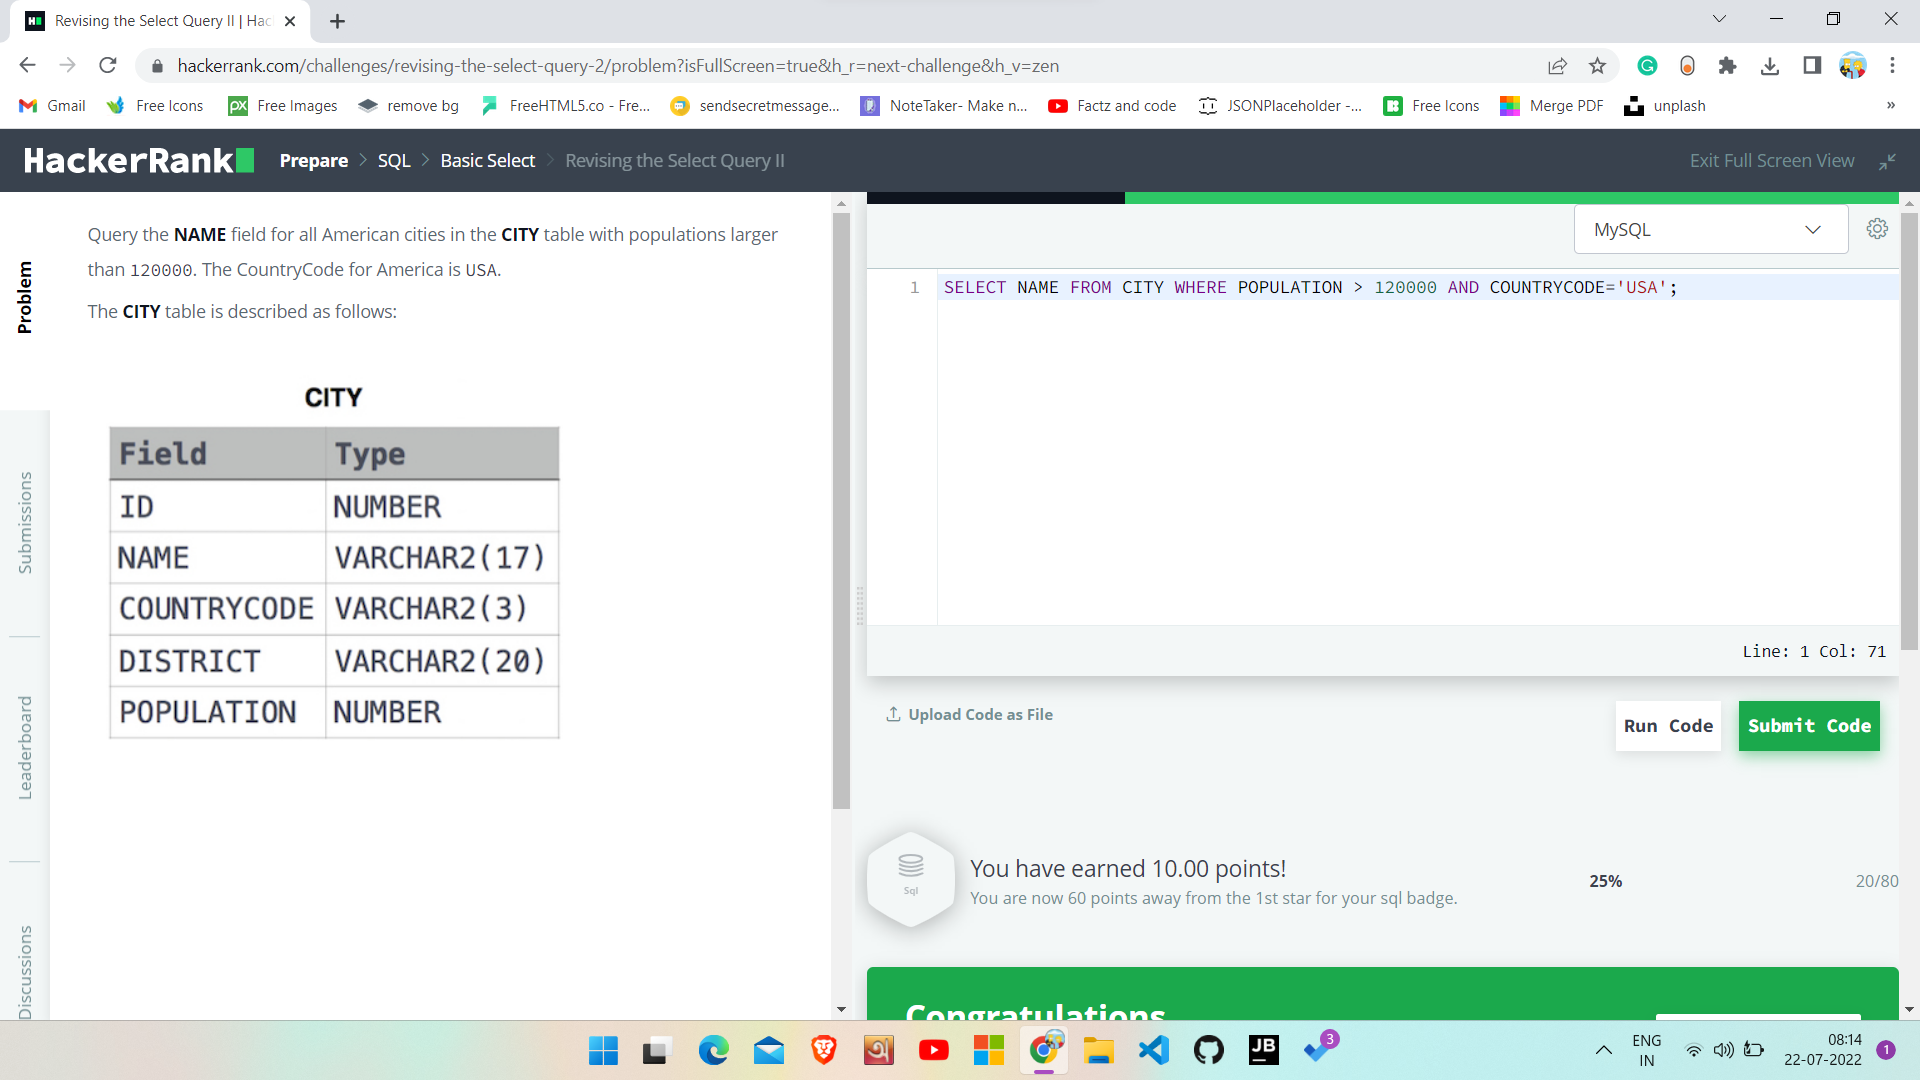 Revising the Select Query II | Hac
hackerrank.com/challenges/revising-the-select-query-2/problem?isFullScreen=true&h_r=next-challenge&h_v=zen
Gmail Free Icons Free Images remove bg FreeHTML5.co - Fre... sendsecretmessage... NoteTaker- Make n... Factz and code JSONPlaceholder -... Free Icons Merge PDF unplash »
HackerRank Prepare SQL Basic Select Revising the Select Query II Exit Full Screen View
Problem
Submissions
Leaderboard
Discussions
Query the NAME field for all American cities in the CITY table with populations larger
than 120000. The CountryCode for America is USA.
The CITY table is described as follows:
CITY
Field Type
ID NUMBER
NAME VARCHAR2(17)
COUNTRYCODE VARCHAR2(3)
DISTRICT VARCHAR2(20)
POPULATION NUMBER
MySQL
1 SELECT NAME FROM CITY WHERE POPULATION > 120000 AND COUNTRYCODE='USA';
Line: 1 Col: 71
Upload Code as File
Run Code Submit Code
Sql
You have earned 10.00 points!
You are now 60 points away from the 1st star for your sql badge.
25% 20/80
Congratulations
JB
3
ENG
IN
08:14
22-07-2022
1